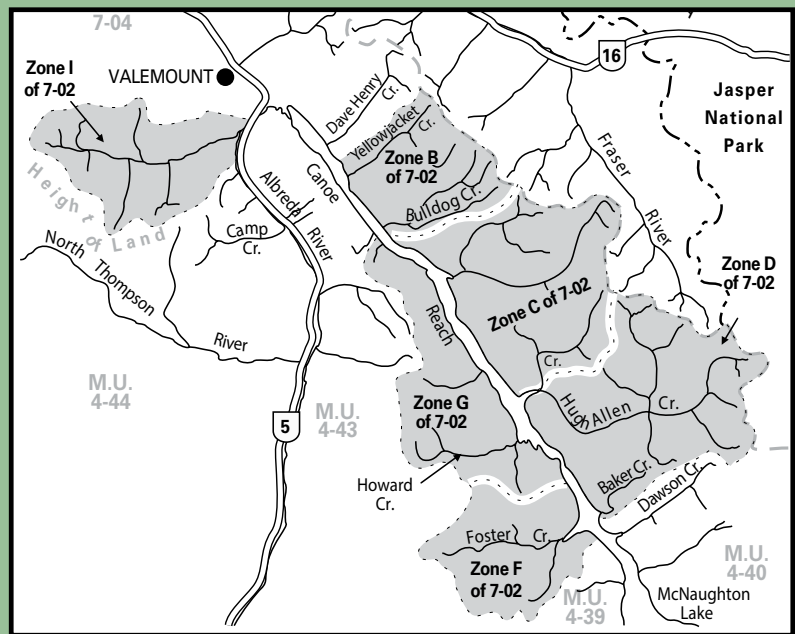 7-04
16
Zone I
of 7-02
VALEMOUNT
Jasper
National
Park
Dave Henry
Cr.
Yellowjacket
Cr.
Zone B
of 7-02
Fraser
River
Canoe
Reach
Albreda
River
Bulldog Cr.
Height
of Land
Camp
Cr.
North Thompson
River
Zone D
of 7-02
Zone C of 7-02
Cr.
M.U.
4-44
5
M.U.
4-43
Zone G
of 7-02
Hugh Allen Cr.
Howard
Cr.
Baker Cr.
Dawson Cr.
Foster Cr.
Zone F
of 7-02
M.U.
4-40
M.U.
4-39
McNaughton
Lake